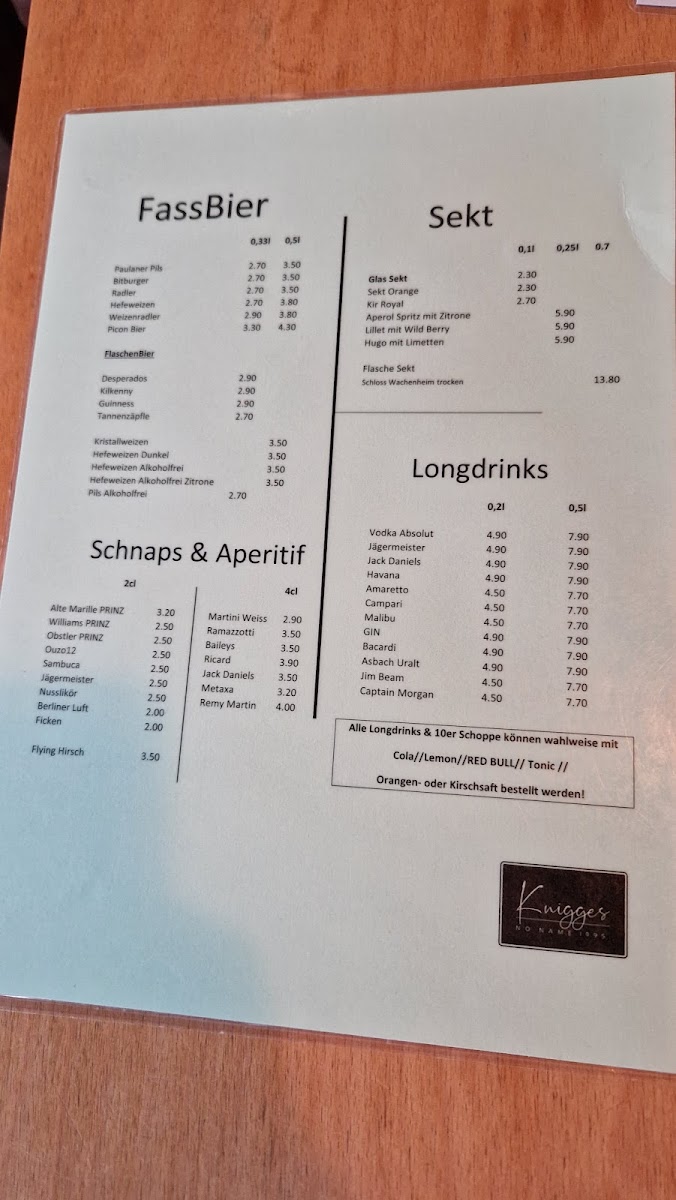 FassBier
0,33l 0,5l
Paulaner Pils 2.70 3.50
Bitburger 2.70 3.50
Radler 2.70 3.50
Hefeweizen 2.70 3.80
Weizenradler 2.90 3.80
Picon Bier 3.30 4.30
FlaschenBier
Desperados 2.90
Kilkenny 2.90
Guinness 2.90
Tannenzäpfle 2.70
Kristallweizen 3.50
Hefeweizen Dunkel 3.50
Hefeweizen Alkoholfrei 3.50
Hefeweizen Alkoholfrei Zitrone 3.50
Pils Alkoholfrei 2.70
Schnaps & Aperitif
2cl
Alte Marille PRINZ 3.20
Williams PRINZ 2.50
Obstler PRINZ 2.50
Ouzo12 2.50
Sambuca 2.50
Jägermeister 2.50
Nusslikör 2.50
Berliner Luft 2.00
Ficken 2.00
Flying Hirsch 3.50
4cl
Martini Weiss 2.90
Ramazzotti 3.50
Baileys 3.50
Ricard 3.90
Jack Daniels 3.50
Metaxa 3.20
Remy Martin 4.00
Sekt
0,1l 0,25l 0.7
Glas Sekt 2.30
Sekt Orange 2.30
Kir Royal 2.70
Aperol Spritz mit Zitrone 5.90
Lillet mit Wild Berry 5.90
Hugo mit Limetten 5.90
Flasche Sekt
Schloss Wachenheim trocken 13.80
Longdrinks
0,2l 0,5l
Vodka Absolut 4.90 7.90
Jägermeister 4.90 7.90
Jack Daniels 4.90 7.90
Havana 4.90 7.90
Amaretto 4.50 7.70
Campari 4.50 7.70
Malibu 4.50 7.70
GIN 4.90 7.90
Bacardi 4.90 7.90
Asbach Uralt 4.90 7.90
Jim Beam 4.50 7.70
Captain Morgan 4.50 7.70
Alle Longdrinks & 10er Schoppe können wahlweise mit
Cola//Lemon//RED BULL// Tonic //
Orangen- oder Kirschsaft bestellt werden!
Knigges
NO NAME 1895